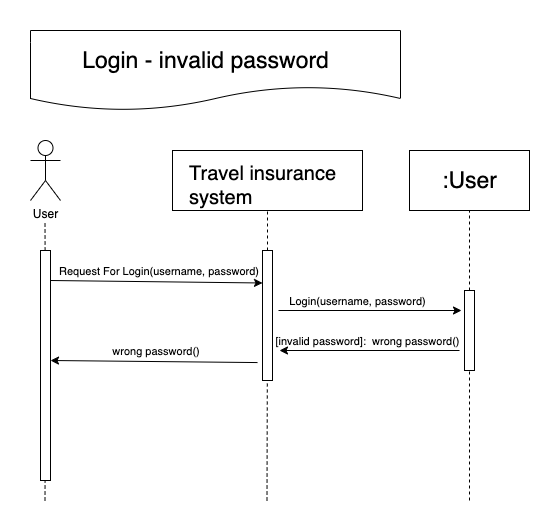 Login - invalid password
Travel insurance
system
:User
User
Request For Login(username, password)
Login(username, password)
[invalid password]: wrong password()
wrong password()